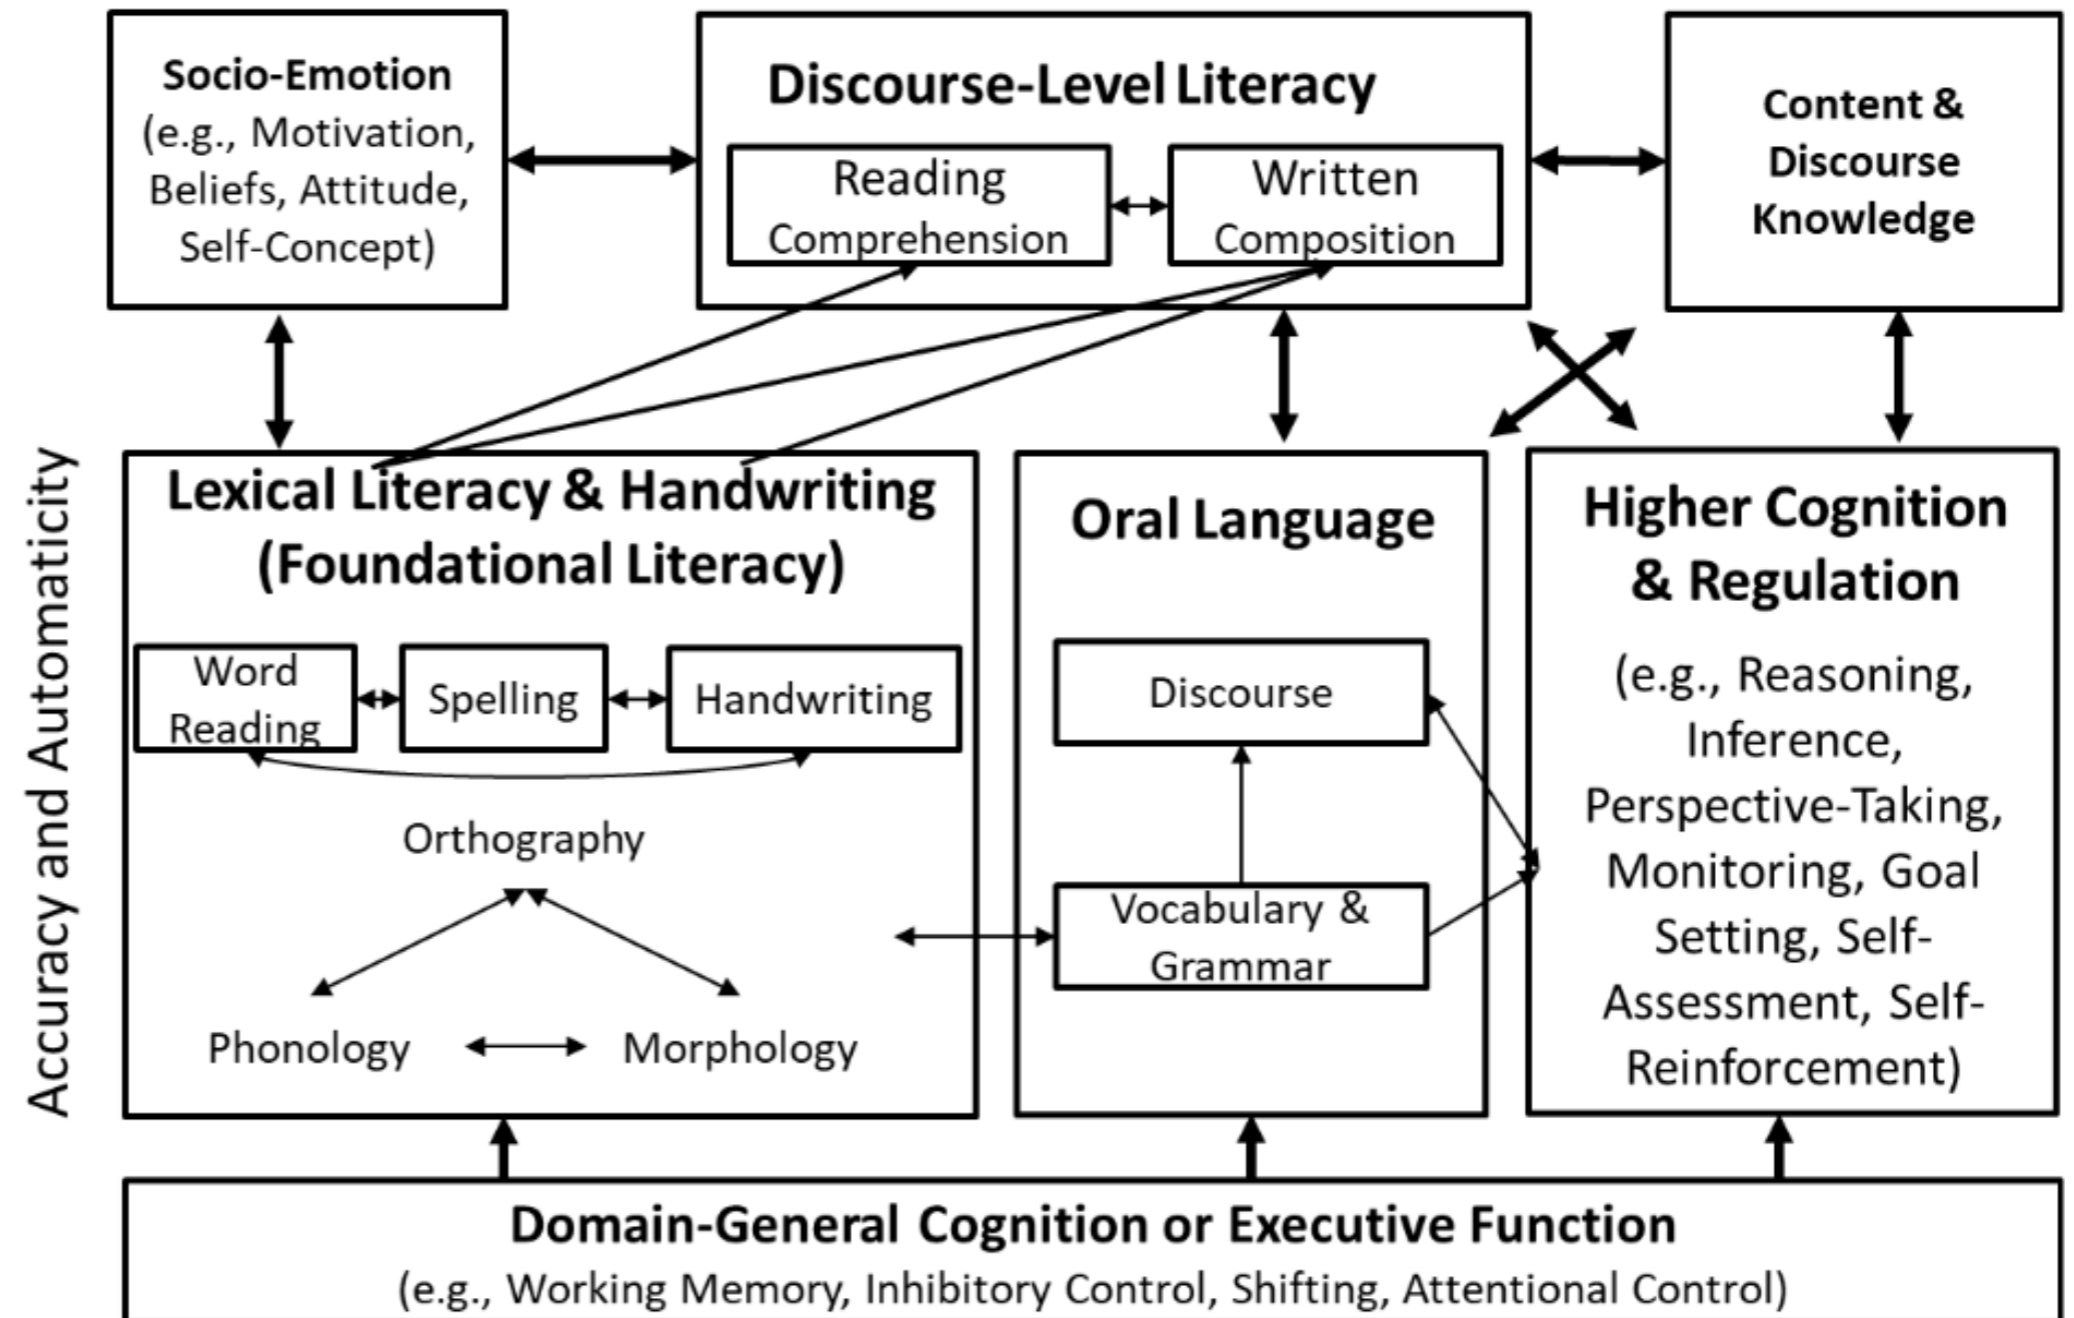 Socio-Emotion
(e.g., Motivation,
Beliefs, Attitude,
Self-Concept)
Discourse-Level Literacy
Reading
Comprehension
Written
Composition
Content &
Discourse
Knowledge
Accuracy and Automaticity
Lexical Literacy & Handwriting
(Foundational Literacy)
Word
Reading
Spelling
Handwriting
Orthography
Phonology
Morphology
Oral Language
Discourse
Vocabulary &
Grammar
Higher Cognition
& Regulation
(e.g., Reasoning,
Inference,
Perspective-Taking,
Monitoring, Goal
Setting, Self-
Assessment, Self-
Reinforcement)
Domain-General Cognition or Executive Function
(e.g., Working Memory, Inhibitory Control, Shifting, Attentional Control)